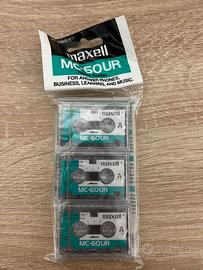 maxell
MC-60UR
FOR ANSWER PHONES,
BUSINESS, LEARNING, AND MUSIC.
maxell
A
MC-60UR
maxell
A
MC-60UR
maxell
A
MC-60UR
Subito